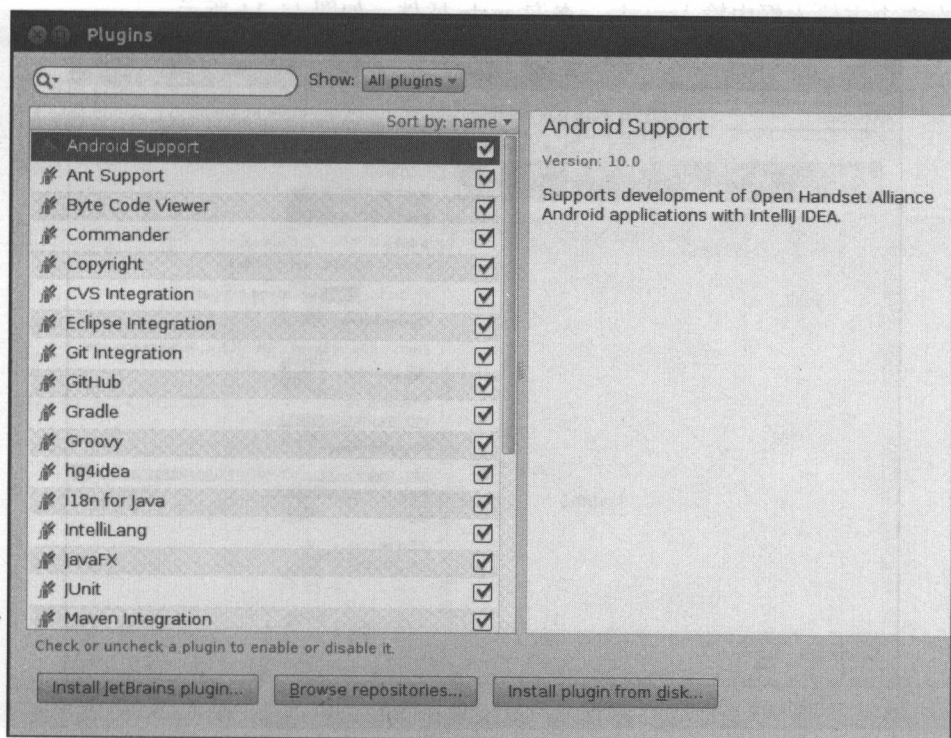 Plugins
Show: All plugins
Sort by: name
Android Support
Ant Support
Byte Code Viewer
Commander
Copyright
CVS Integration
Eclipse Integration
Git Integration
GitHub
Gradle
Groovy
hg4idea
I18n for Java
IntelliLang
JavaFX
JUnit
Maven Integration
Check or uncheck a plugin to enable or disable it.
Install JetBrains plugin...
Browse repositories...
Install plugin from disk...
Android Support
Version: 10.0
Supports development of Open Handset Alliance
Android applications with IntelliJ IDEA.